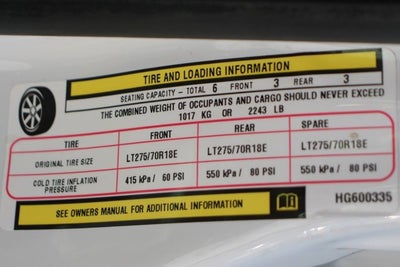 TIRE AND LOADING INFORMATION
SEATING CAPACITY - TOTAL 6 FRONT 3 REAR 3
THE COMBINED WEIGHT OF OCCUPANTS AND CARGO SHOULD NEVER EXCEED
1017 KG OR 2243 LB
TIRE FRONT REAR SPARE
ORIGINAL TIRE SIZE LT275/70R18E LT275/70R18E LT275/70R18E
COLD TIRE INFLATION PRESSURE 415 kPa / 60 PSI 550 kPa / 80 PSI 550 kPa / 80 PSI
SEE OWNERS MANUAL FOR ADDITIONAL INFORMATION
HG600335